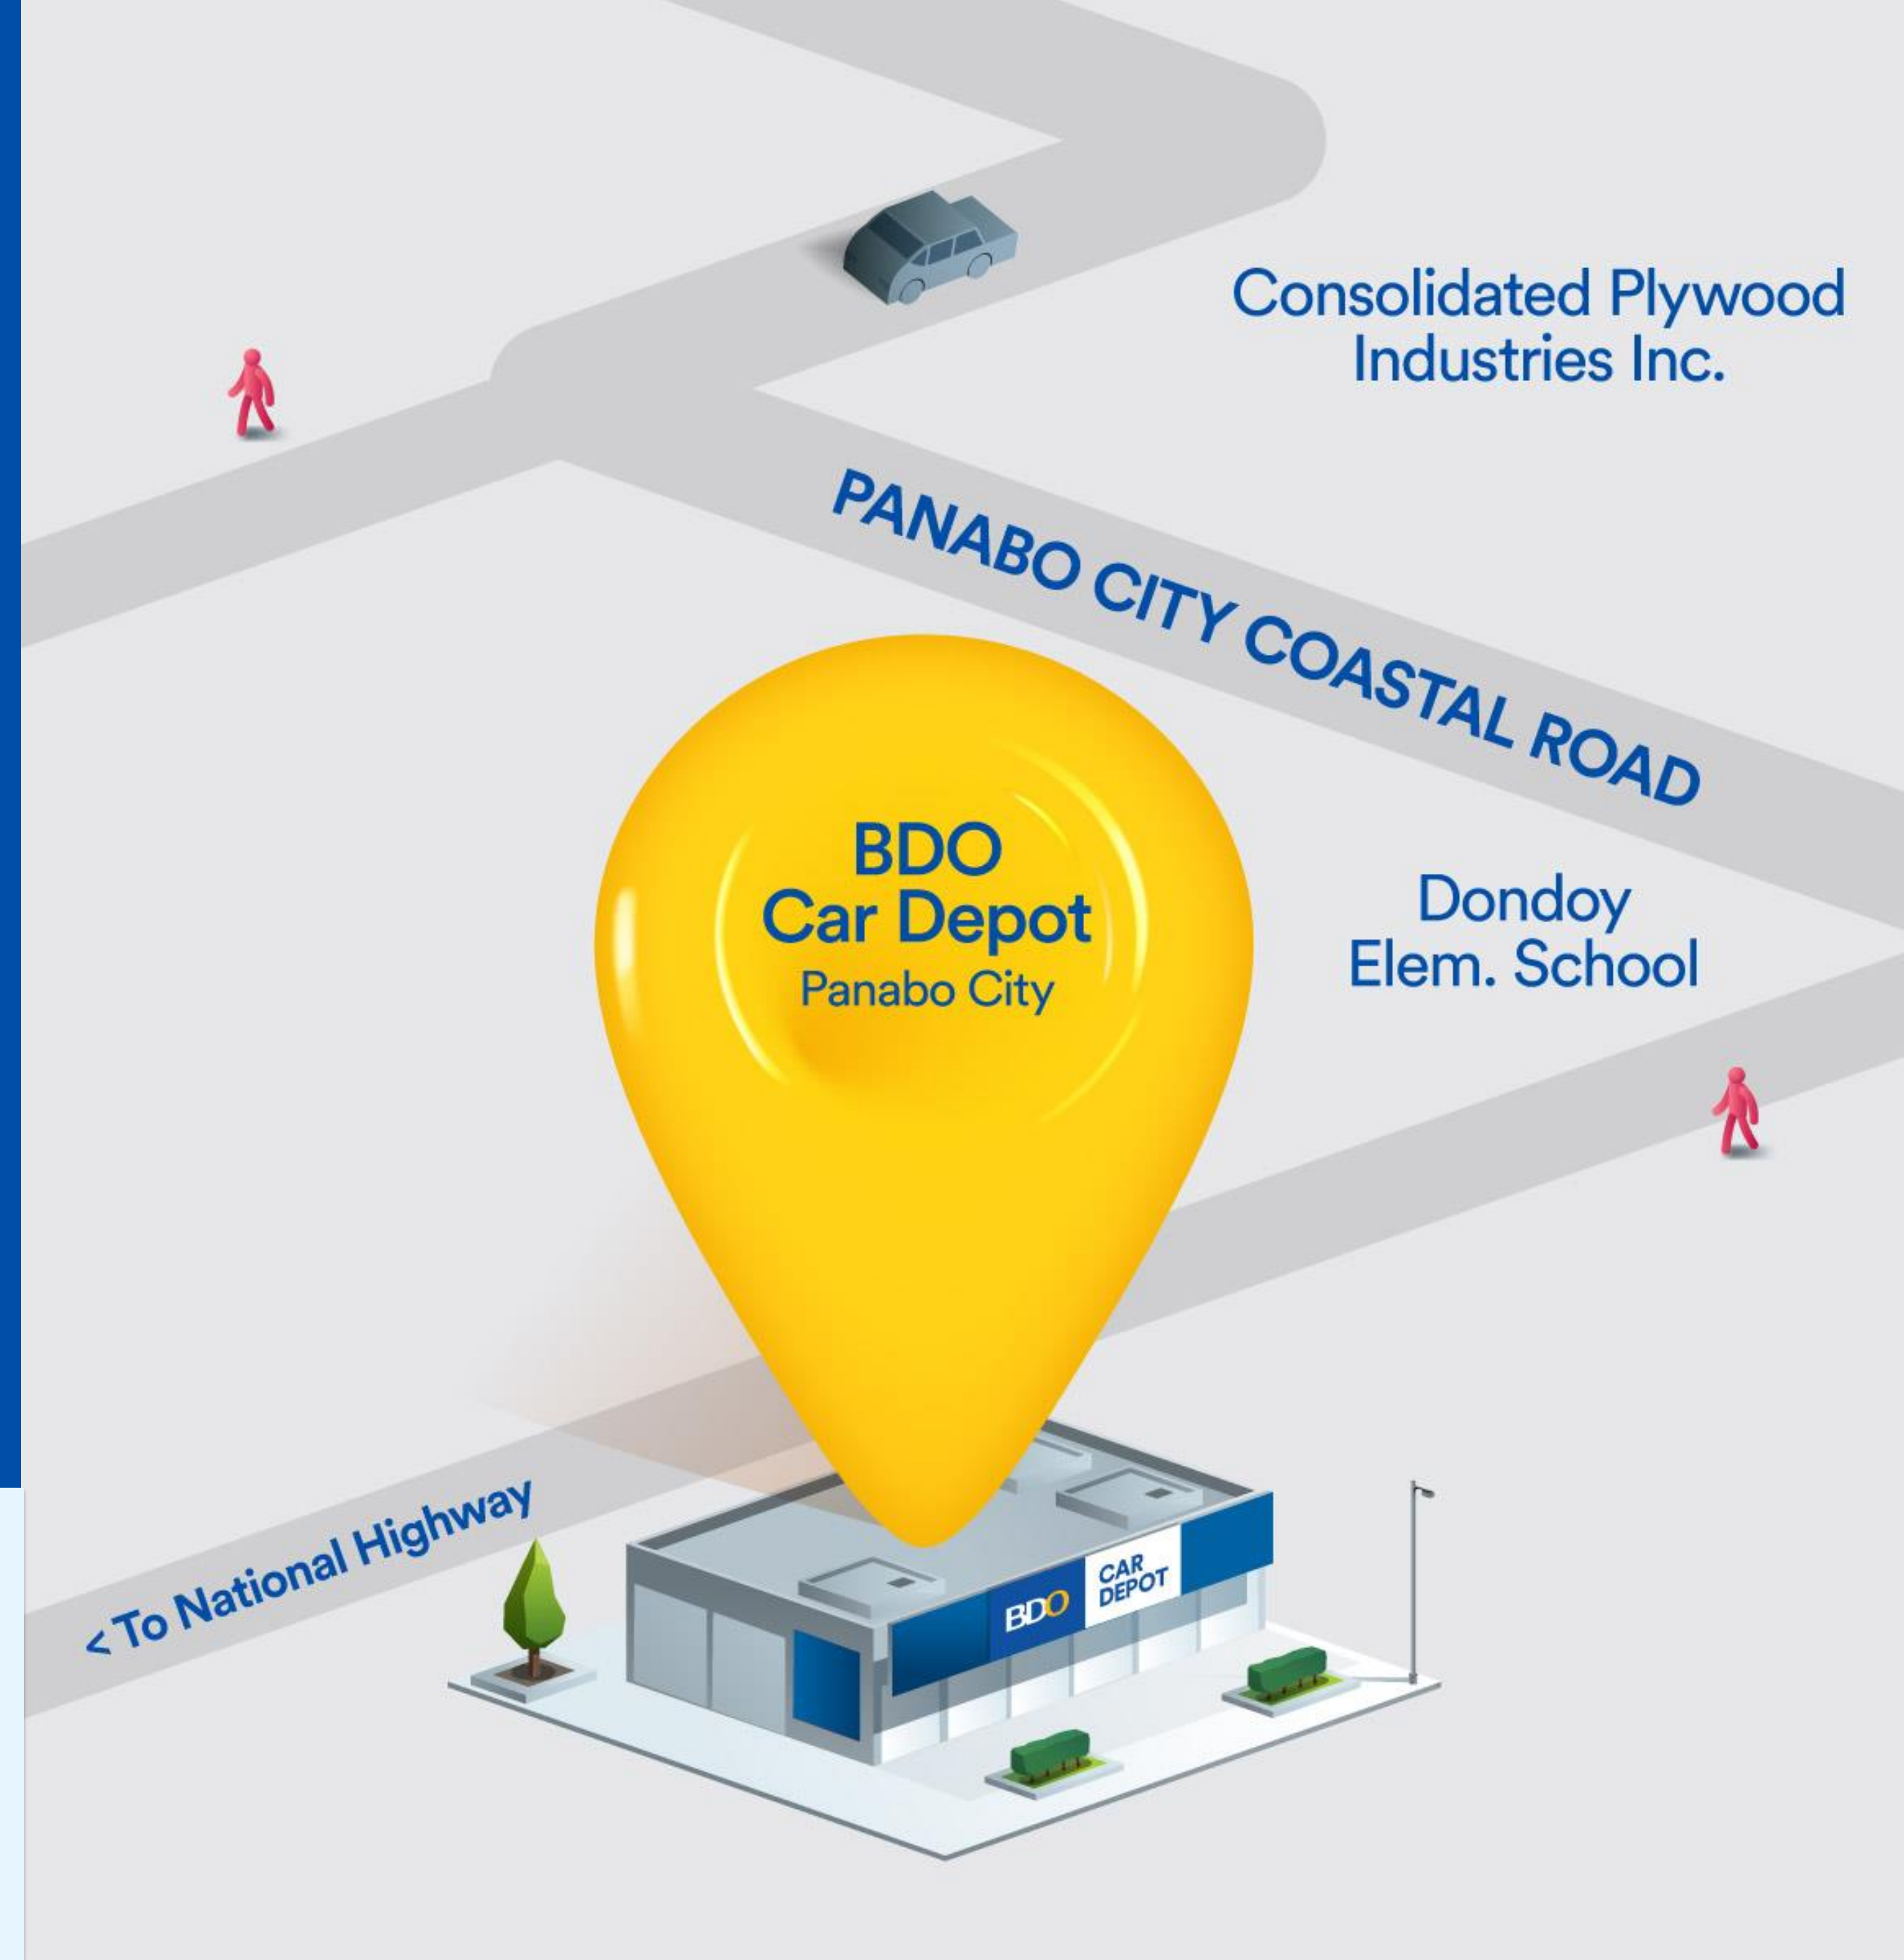 Consolidated Plywood
Industries Inc.
PANABO CITY COASTAL ROAD
BDO
Car Depot
Panabo City
Dondoy
Elem. School
< To National Highway
BDO
CAR
DEPOT